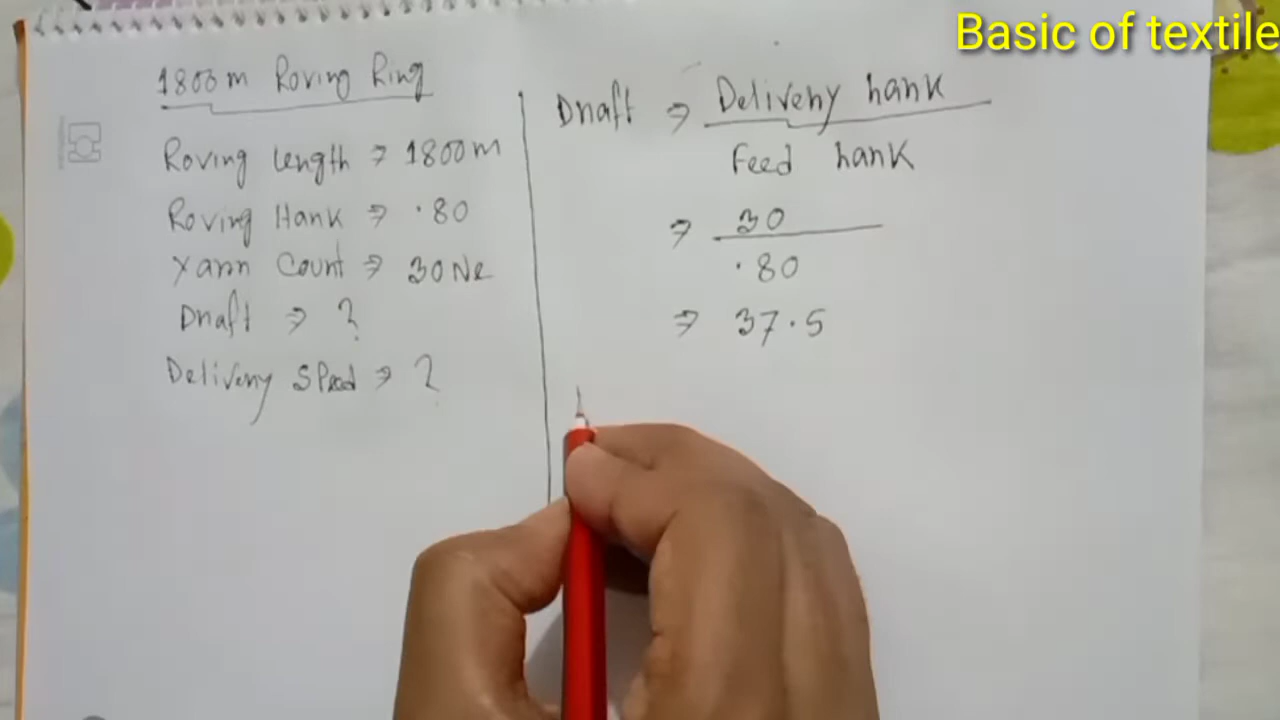 Basic of textile
1800m Roving Ring
Roving Length ⇒ 1800m
Roving Hank ⇒ .80
Yarn Count ⇒ 30Ne
Draft ⇒ ?
Delivery Speed ⇒ ?
Draft ⇒ Delivery hank
Feed hank
⇒ 30
.80
⇒ 37.5